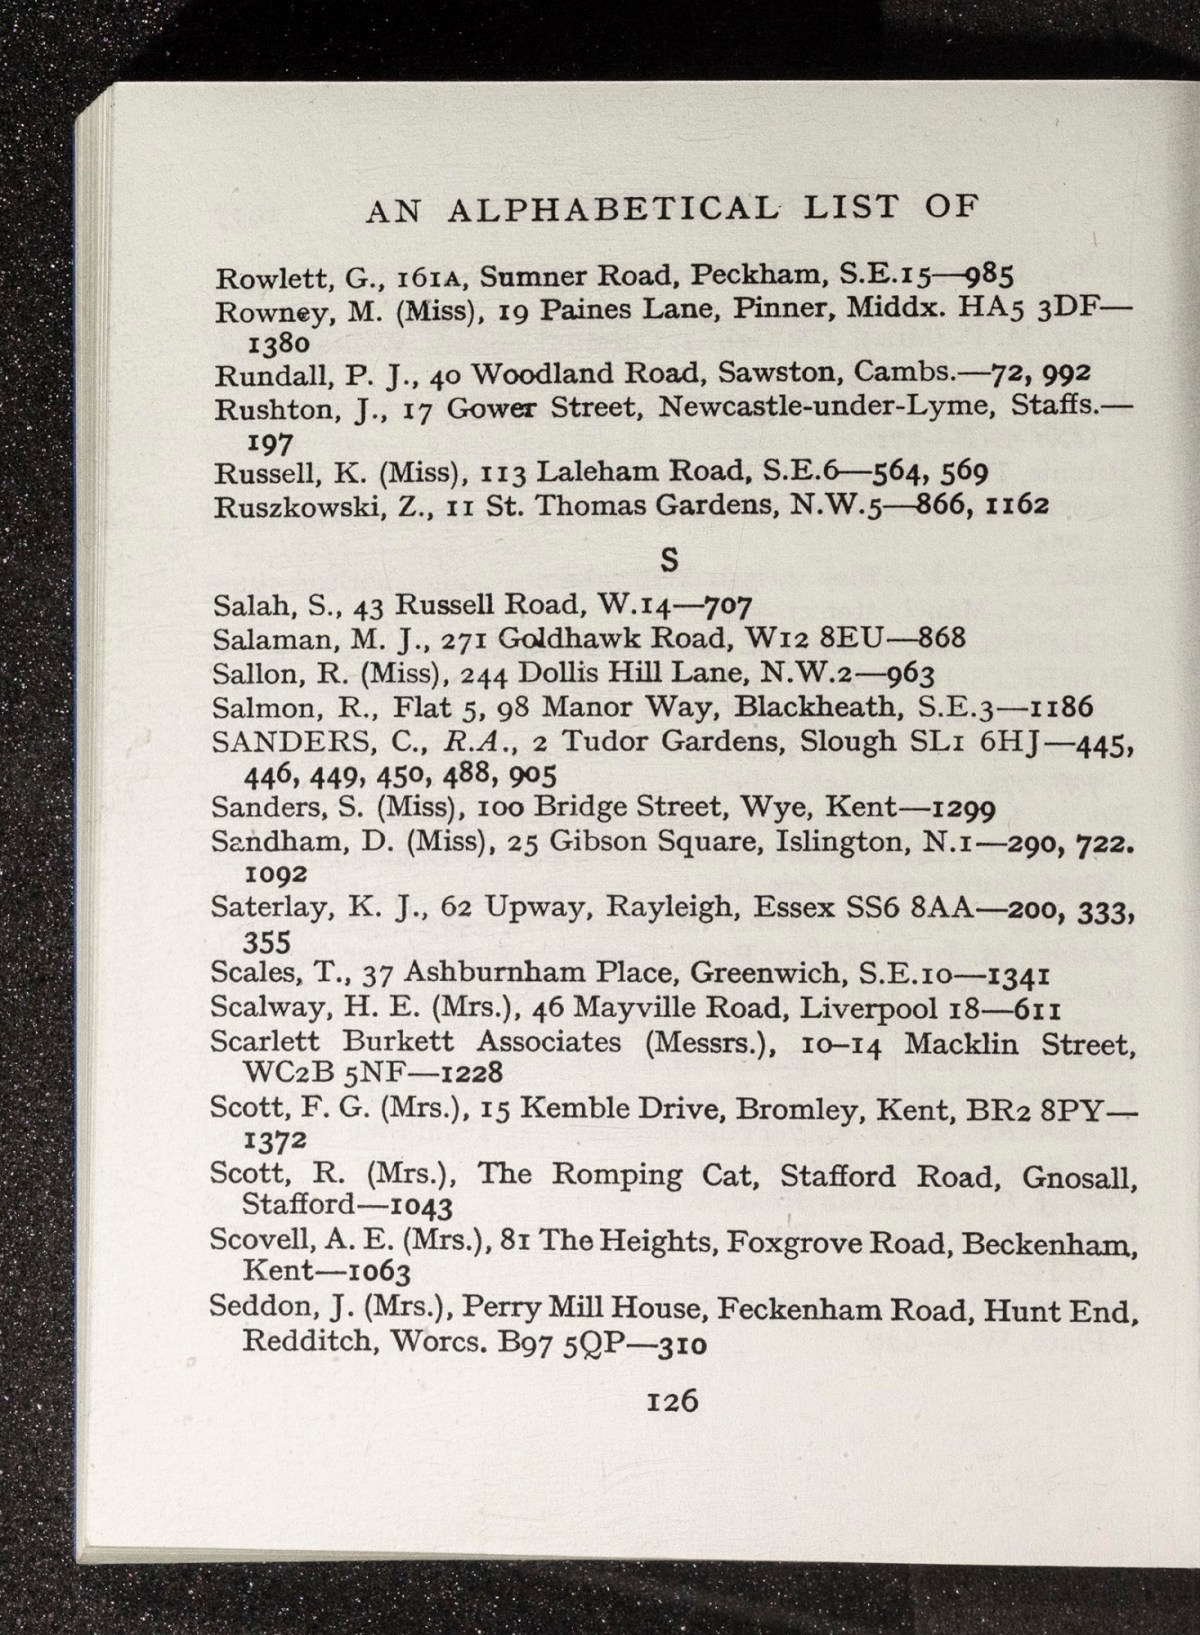 AN ALPHABETICAL LIST OF
Rowlett, G., 161A, Sumner Road, Peckham, S.E.15—985
Rowney, M. (Miss), 19 Paines Lane, Pinner, Middx. HA5 3DF—
1380
Rundall, P. J., 40 Woodland Road, Sawston, Cambs.—72, 992
Rushton, J., 17 Gower Street, Newcastle-under-Lyme, Staffs.—
197
Russell, K. (Miss), 113 Laleham Road, S.E.6—564, 569
Ruszkowski, Z., 11 St. Thomas Gardens, N.W.5—866, 1162
S
Salah, S., 43 Russell Road, W.14—707
Salaman, M. J., 271 Goldhawk Road, W12 8EU—868
Sallon, R. (Miss), 244 Dollis Hill Lane, N.W.2—963
Salmon, R., Flat 5, 98 Manor Way, Blackheath, S.E.3—1186
SANDERS, C., R.A., 2 Tudor Gardens, Slough SL1 6HJ—445,
446, 449, 450, 488, 905
Sanders, S. (Miss), 100 Bridge Street, Wye, Kent—1299
Sandham, D. (Miss), 25 Gibson Square, Islington, N.1—290, 722.
1092
Saterlay, K. J., 62 Upway, Rayleigh, Essex SS6 8AA—200, 333,
355
Scales, T., 37 Ashburnham Place, Greenwich, S.E.10—1341
Scalway, H. E. (Mrs.), 46 Mayville Road, Liverpool 18—611
Scarlett Burkett Associates (Messrs.), 10–14 Macklin Street,
WC2B 5NF—1228
Scott, F. G. (Mrs.), 15 Kemble Drive, Bromley, Kent, BR2 8PY—
1372
Scott, R. (Mrs.), The Romping Cat, Stafford Road, Gnosall,
Stafford—1043
Scovell, A. E. (Mrs.), 81 The Heights, Foxgrove Road, Beckenham,
Kent—1063
Seddon, J. (Mrs.), Perry Mill House, Feckenham Road, Hunt End,
Redditch, Worcs. B97 5QP—310
126